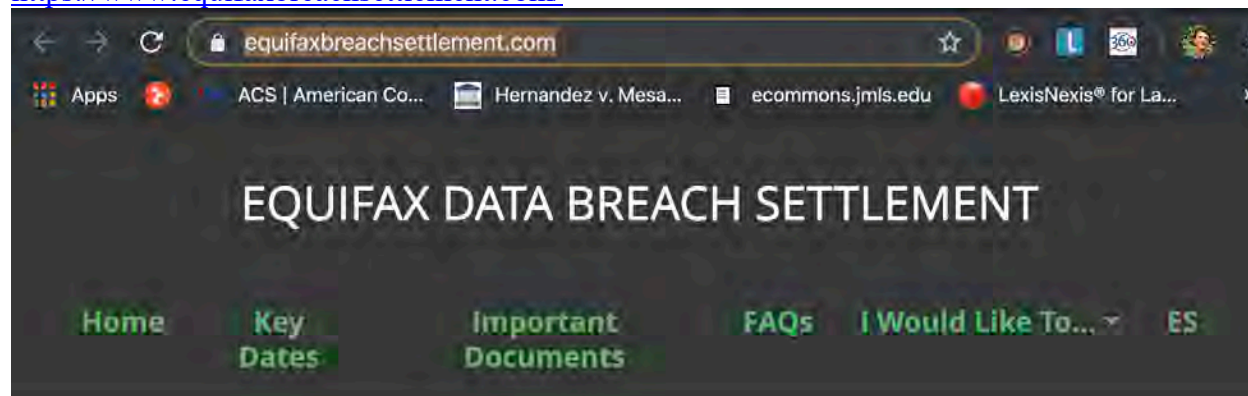 equifaxbreachsettlement.com
360
Apps ACS | American Co... Hernandez v. Mesa... ecommons.jmls.edu LexisNexis® for La...
EQUIFAX DATA BREACH SETTLEMENT
Home Key Dates Important Documents FAQs I Would Like To... ES